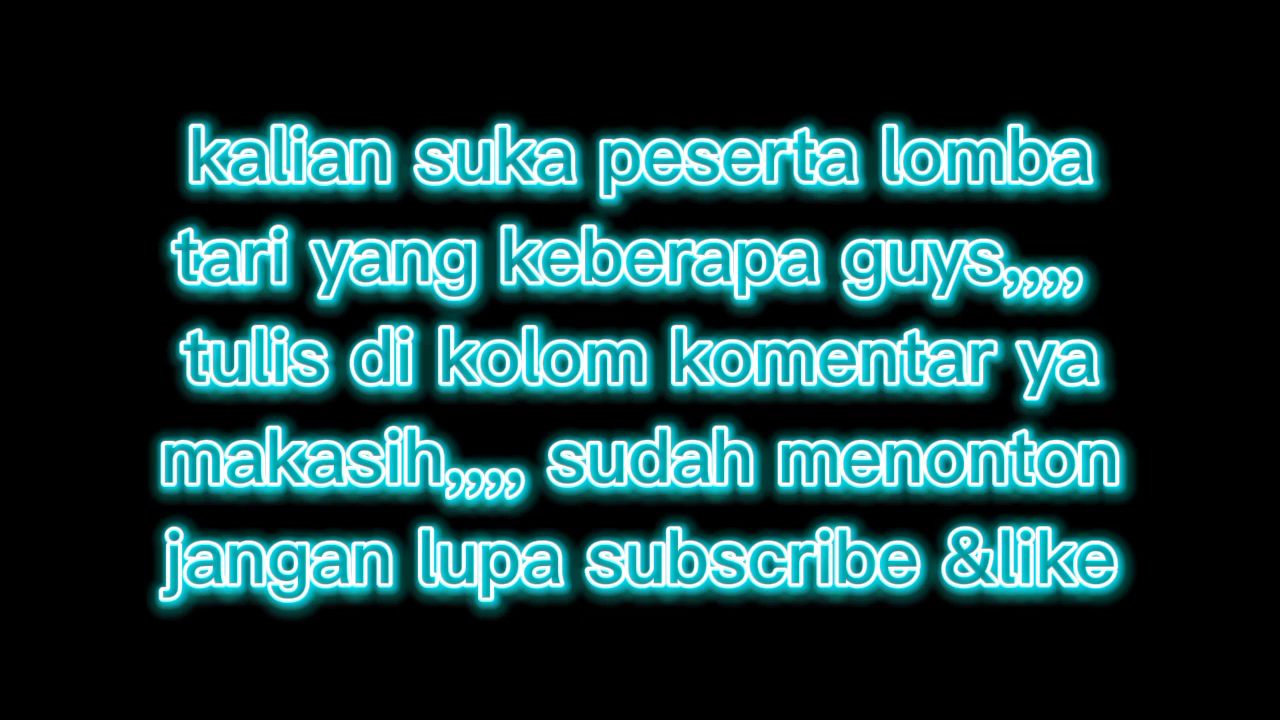 kalian suka peserta lomba
tari yang keberapa guys,,,,
tulis di kolom komentar ya
makasih,,,, sudah menonton
jangan lupa subscribe &like